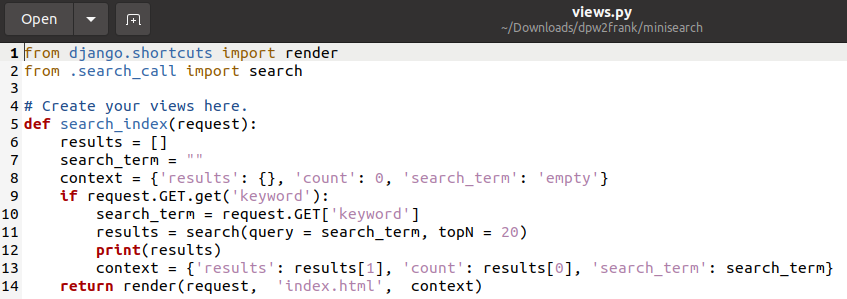 Open
views.py
~/Downloads/dpw2frank/minisearch
1 from django.shortcuts import render
2 from .search_call import search
3
4 # Create your views here.
5 def search_index(request):
6     results = []
7     search_term = ""
8     context = {'results': {}, 'count': 0, 'search_term': 'empty'}
9     if request.GET.get('keyword'):
10         search_term = request.GET['keyword']
11         results = search(query = search_term, topN = 20)
12         print(results)
13         context = {'results': results[1], 'count': results[0], 'search_term': search_term}
14     return render(request,  'index.html',  context)